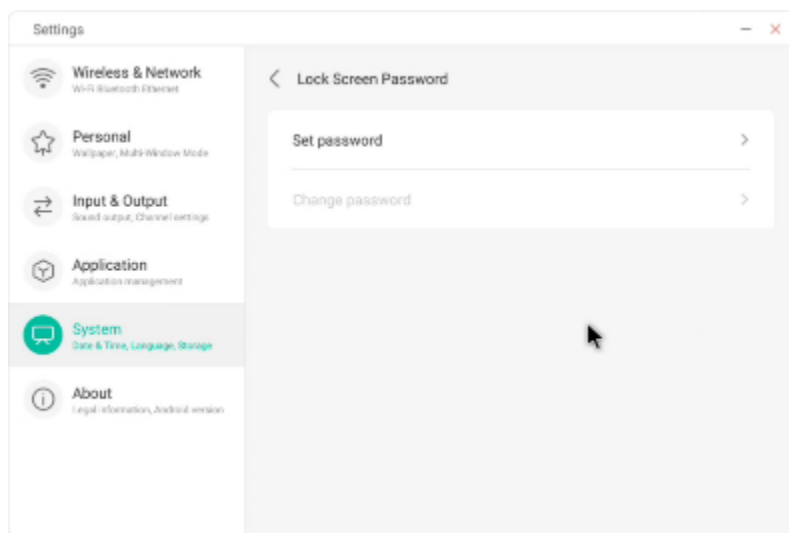 Settings
Wireless & Network
Wi-Fi Bluetooth Ethernet
Personal
Wallpaper, Multi-Window Mode
Input & Output
Sound output, Channel settings
Application
Application management
System
Date & Time, Language, Storage
About
Legal information, Android version
Lock Screen Password
Set password
Change password